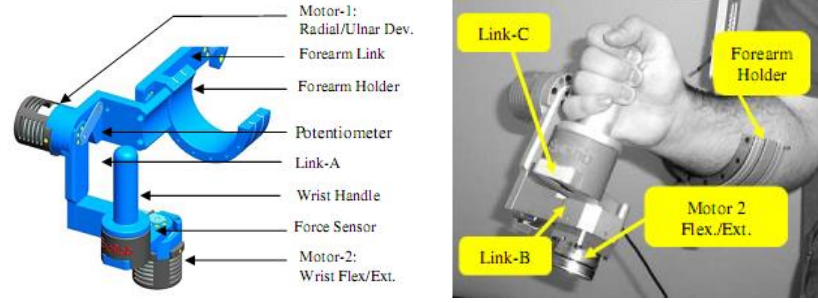 Motor-1:
Radial/Ulnar Dev.
Forearm Link
Forearm Holder
Potentiometer
Link-A
Wrist Handle
Force Sensor
Motor-2:
Wrist Flex/Ext.
Link-C
Forearm
Holder
Motor 2
Flex./Ext.
Link-B